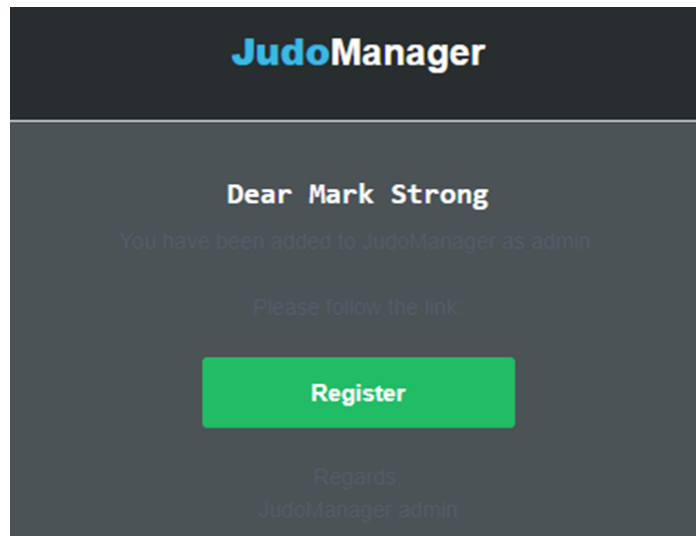 JudoManager
Dear Mark Strong
You have been added to JudoManager as admin
Please follow the link:
Register
Regards,
JudoManager admin